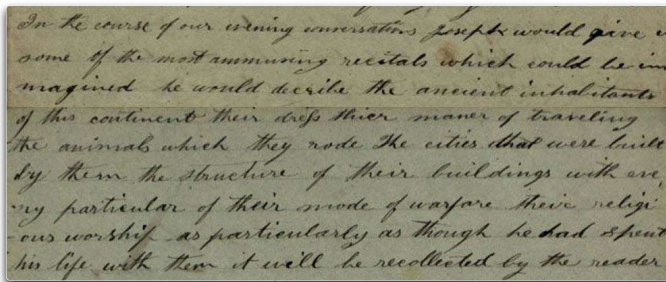 In the course of our evening conversations Joseph would give u
some of the most ammusing recitals which could be im
magined he would decribe the ancient inhabitants
of this continent their dress thier maner of traveling
the animals which they rode The cities that were built
by them the structure of their buildings with eve
ry particular of their mode of warfare their religi
-ous worship as particularly as though he had spent
his life with them it will be recollected by the reader